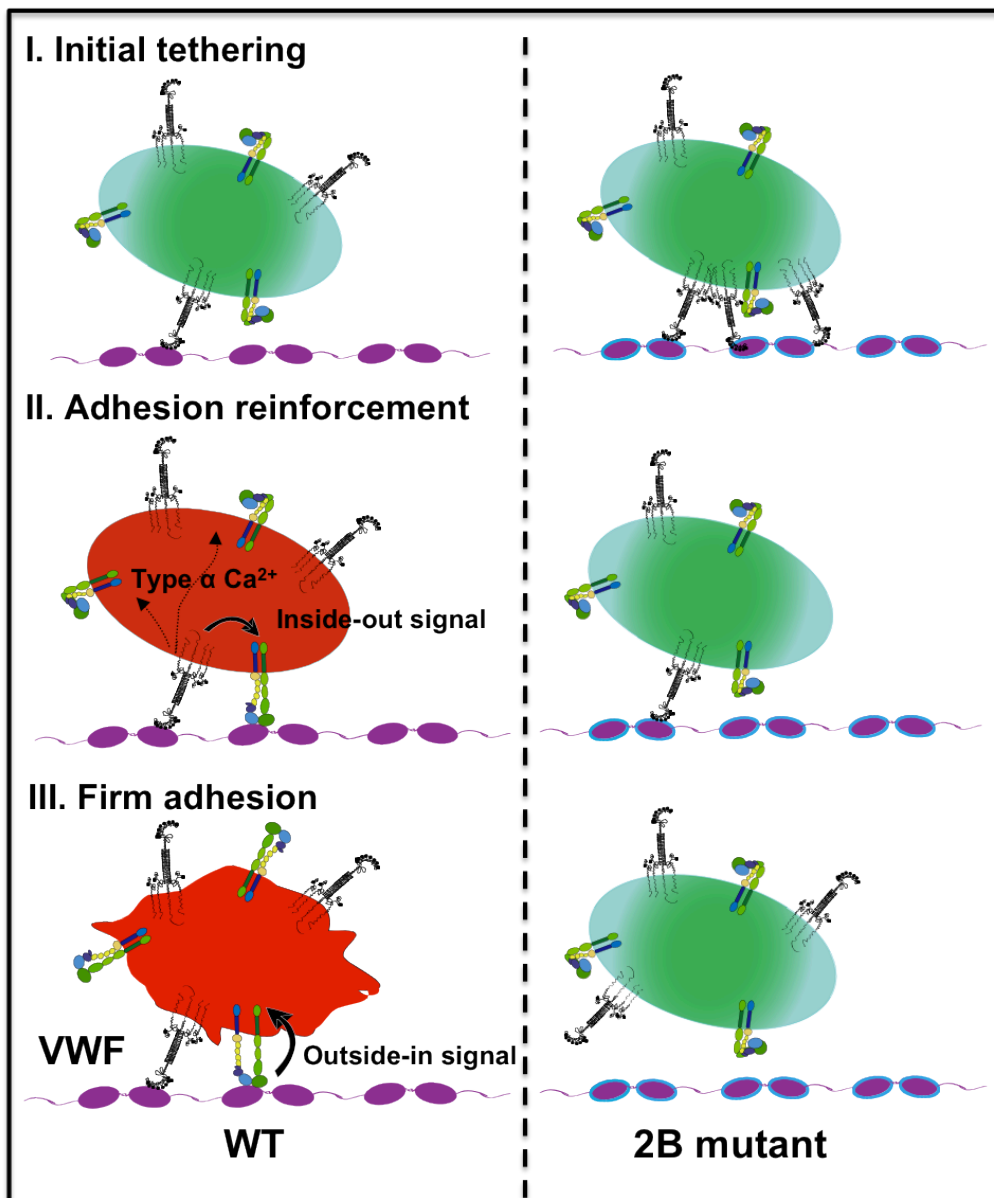 I. Initial tethering
II. Adhesion reinforcement
Type α Ca²⁺
Inside-out signal
III. Firm adhesion
VWF
Outside-in signal
WT
2B mutant